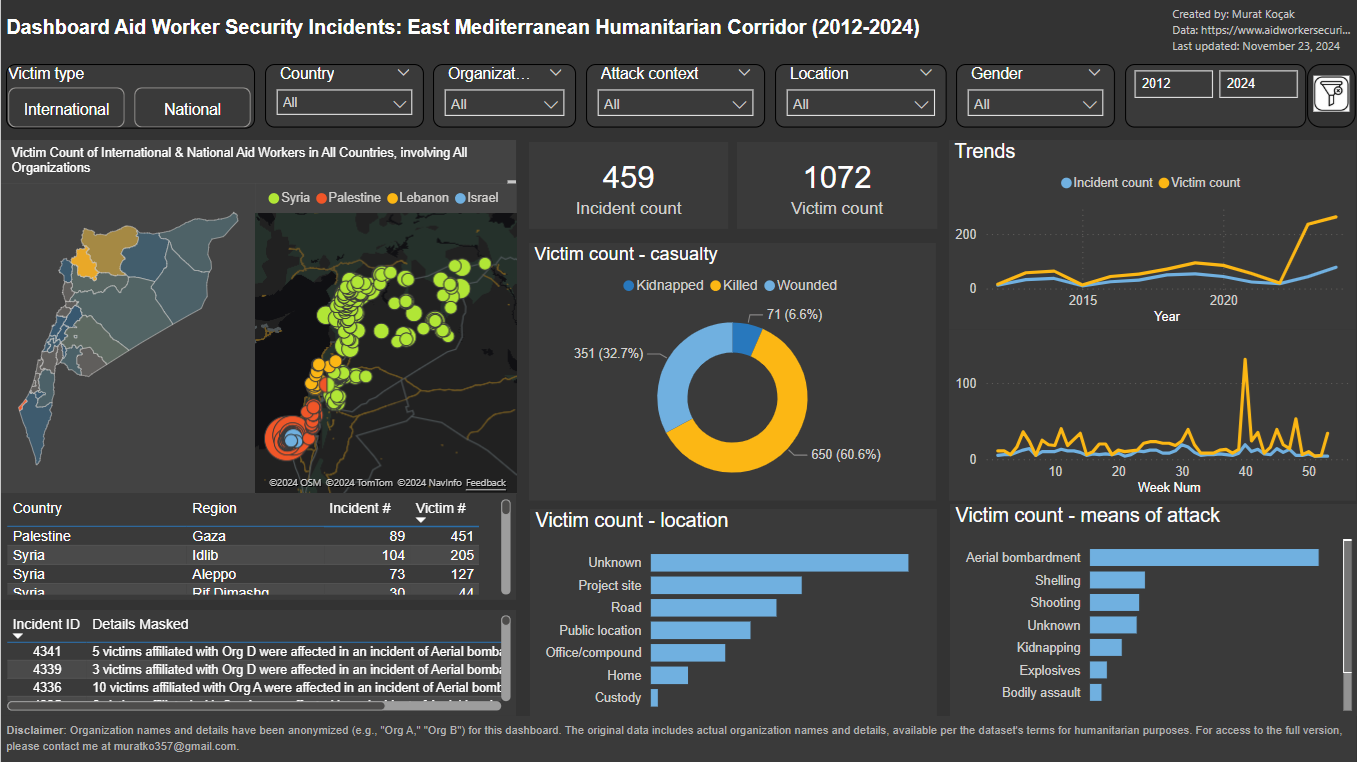 Dashboard Aid Worker Security Incidents: East Mediterranean Humanitarian Corridor (2012-2024)
Created by: Murat Koçak
Data: https://www.aidworkersecuri...
Last updated: November 23, 2024
Victim type
International
National
Country
All
Organizat...
All
Attack context
All
Location
All
Gender
All
2012
2024
Victim Count of International & National Aid Workers in All Countries, involving All
Organizations
Syria Palestine Lebanon Israel
©2024 OSM ©2024 TomTom ©2024 NavInfo Feedback
459
Incident count
1072
Victim count
Victim count - casualty
Kidnapped Killed Wounded
71 (6.6%)
351 (32.7%)
650 (60.6%)
Trends
Incident count Victim count
200
0
2015 2020
Year
100
0
10 20 30 40 50
Week Num
Country Region Incident # Victim #
Palestine Gaza 89 451
Syria Idlib 104 205
Syria Aleppo 73 127
Syria Rif Dimashq 30 44
Incident ID Details Masked
4341 5 victims affiliated with Org D were affected in an incident of Aerial bomba
4339 3 victims affiliated with Org D were affected in an incident of Aerial bomba
4336 10 victims affiliated with Org A were affected in an incident of Aerial bomb
Victim count - location
Unknown
Project site
Road
Public location
Office/compound
Home
Custody
Victim count - means of attack
Aerial bombardment
Shelling
Shooting
Unknown
Kidnapping
Explosives
Bodily assault
Disclaimer: Organization names and details have been anonymized (e.g., "Org A," "Org B") for this dashboard. The original data includes actual organization names and details, available per the dataset's terms for humanitarian purposes. For access to the full version,
please contact me at muratko357@gmail.com.